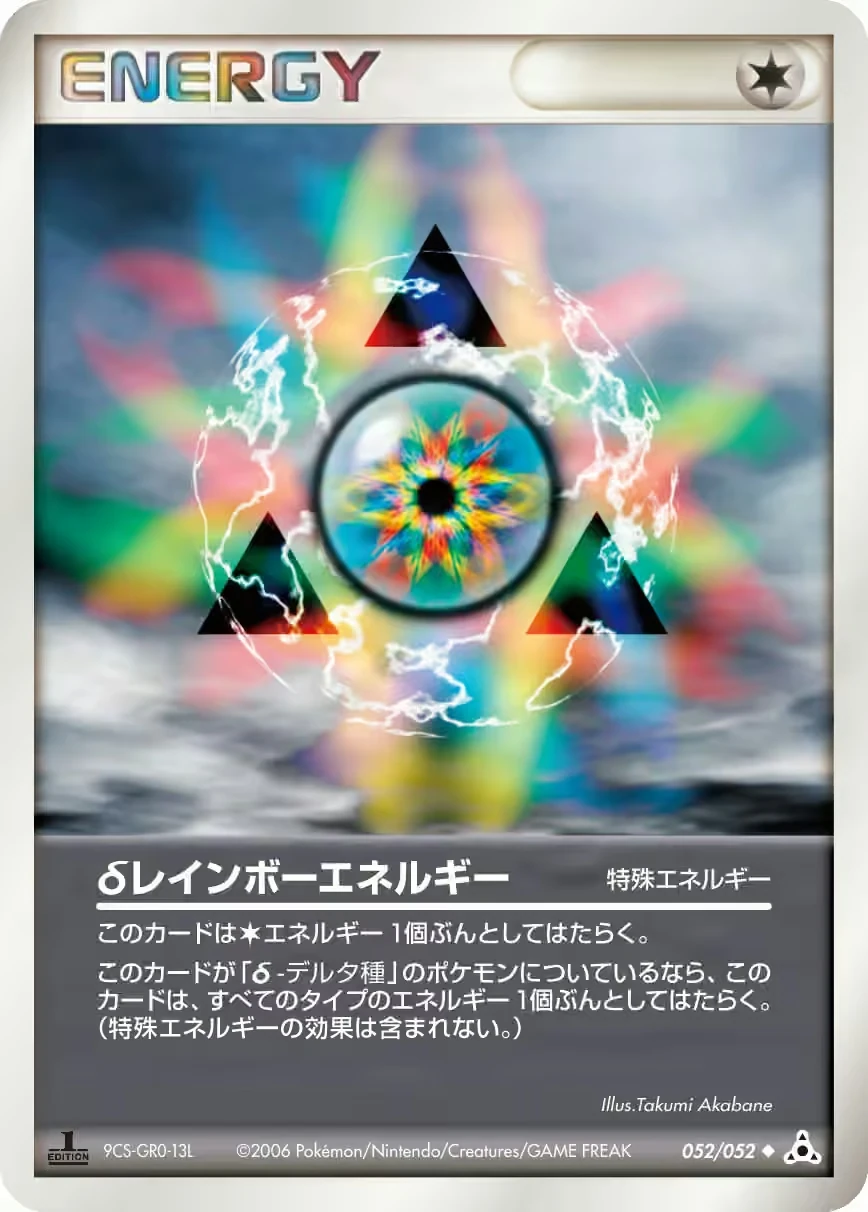 ENERGY
δレインボーエネルギー 特殊エネルギー
このカードは✶エネルギー 1個ぶんとしてはたらく。
このカードが「δ -デルタ種」のポケモンについているなら、この
カードは、すべてのタイプのエネルギー 1個ぶんとしてはたらく。
（特殊エネルギーの効果は含まれない。）
Illus.Takumi Akabane
1 EDITION 9CS-GR0-13L ©2006 Pokémon/Nintendo/Creatures/GAME FREAK 052/052 ◆